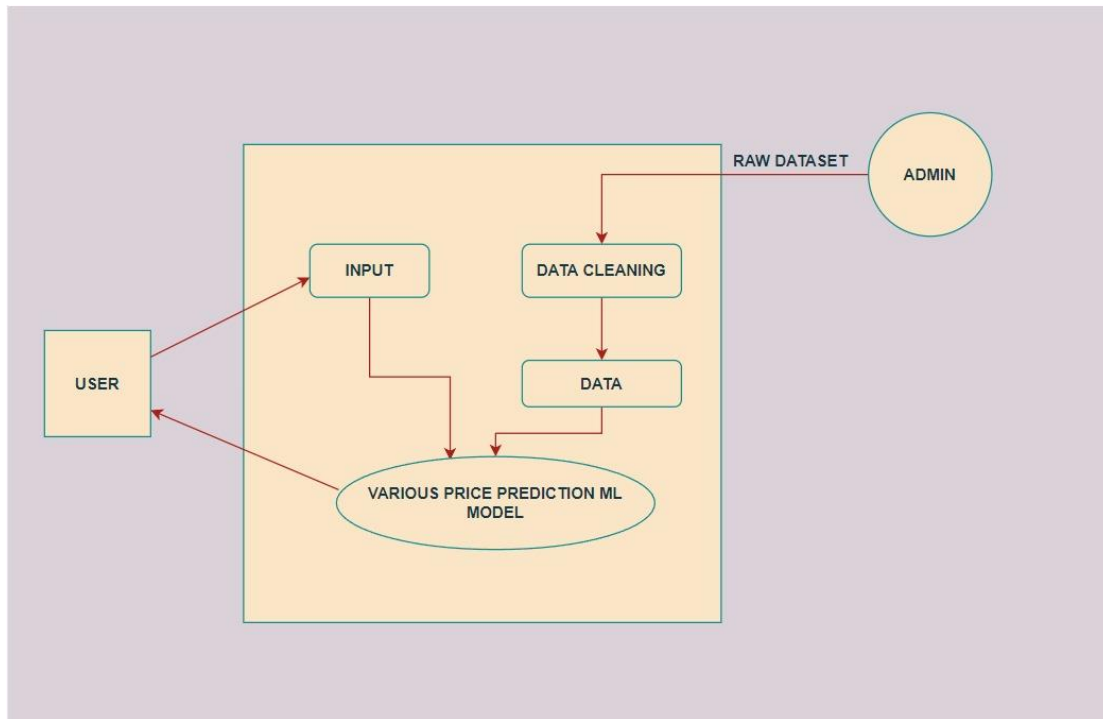 RAW DATASET
ADMIN
INPUT
DATA CLEANING
USER
DATA
VARIOUS PRICE PREDICTION ML
MODEL